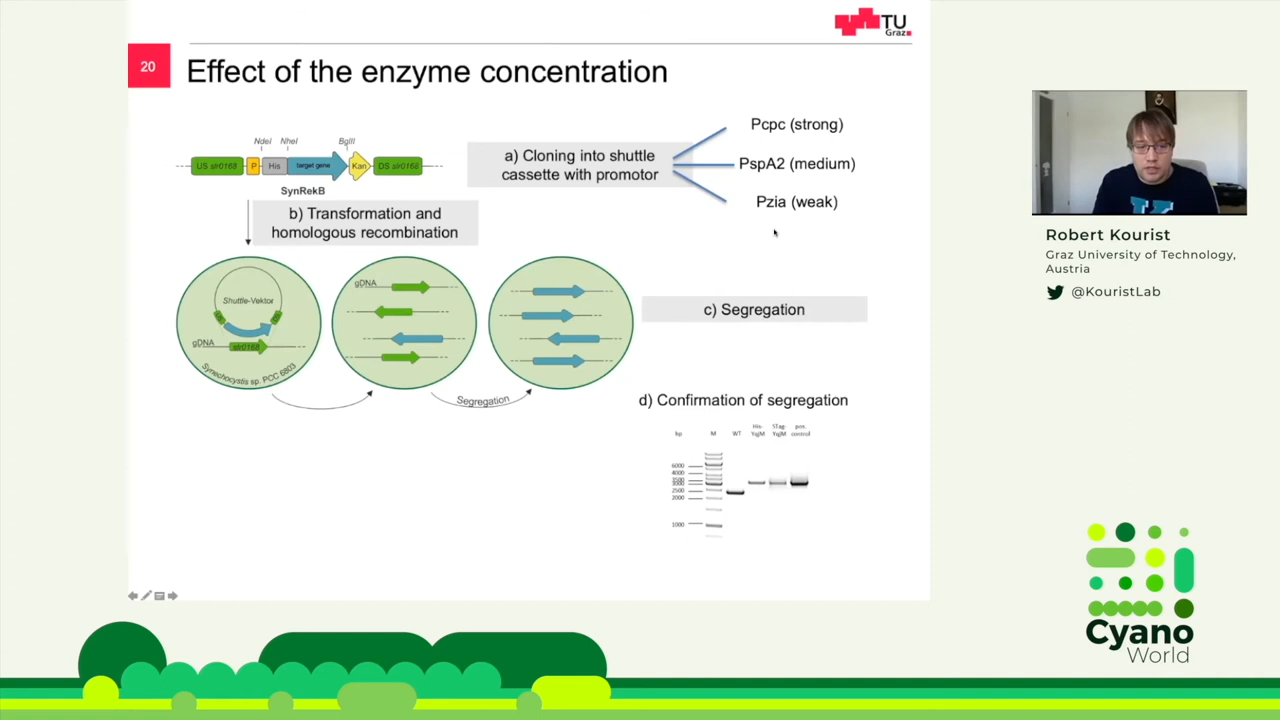 TU
Graz
20
Effect of the enzyme concentration
NdeI NheI BglII
US slr0168 P His target gene Kan DS slr0168
SynRekB
a) Cloning into shuttle
cassette with promotor
Pcpc (strong)
PspA2 (medium)
Pzia (weak)
b) Transformation and
homologous recombination
Shuttle-Vektor
gDNA
slr0168
Synechocystis sp. PCC 6803
gDNA
Segregation
c) Segregation
d) Confirmation of segregation
bp M WT His-YqjM STag-YqjM pos. control
6000
4000
3500
3000
2500
2000
1000
Robert Kourist
Graz University of Technology,
Austria
@KouristLab
Cyano
World